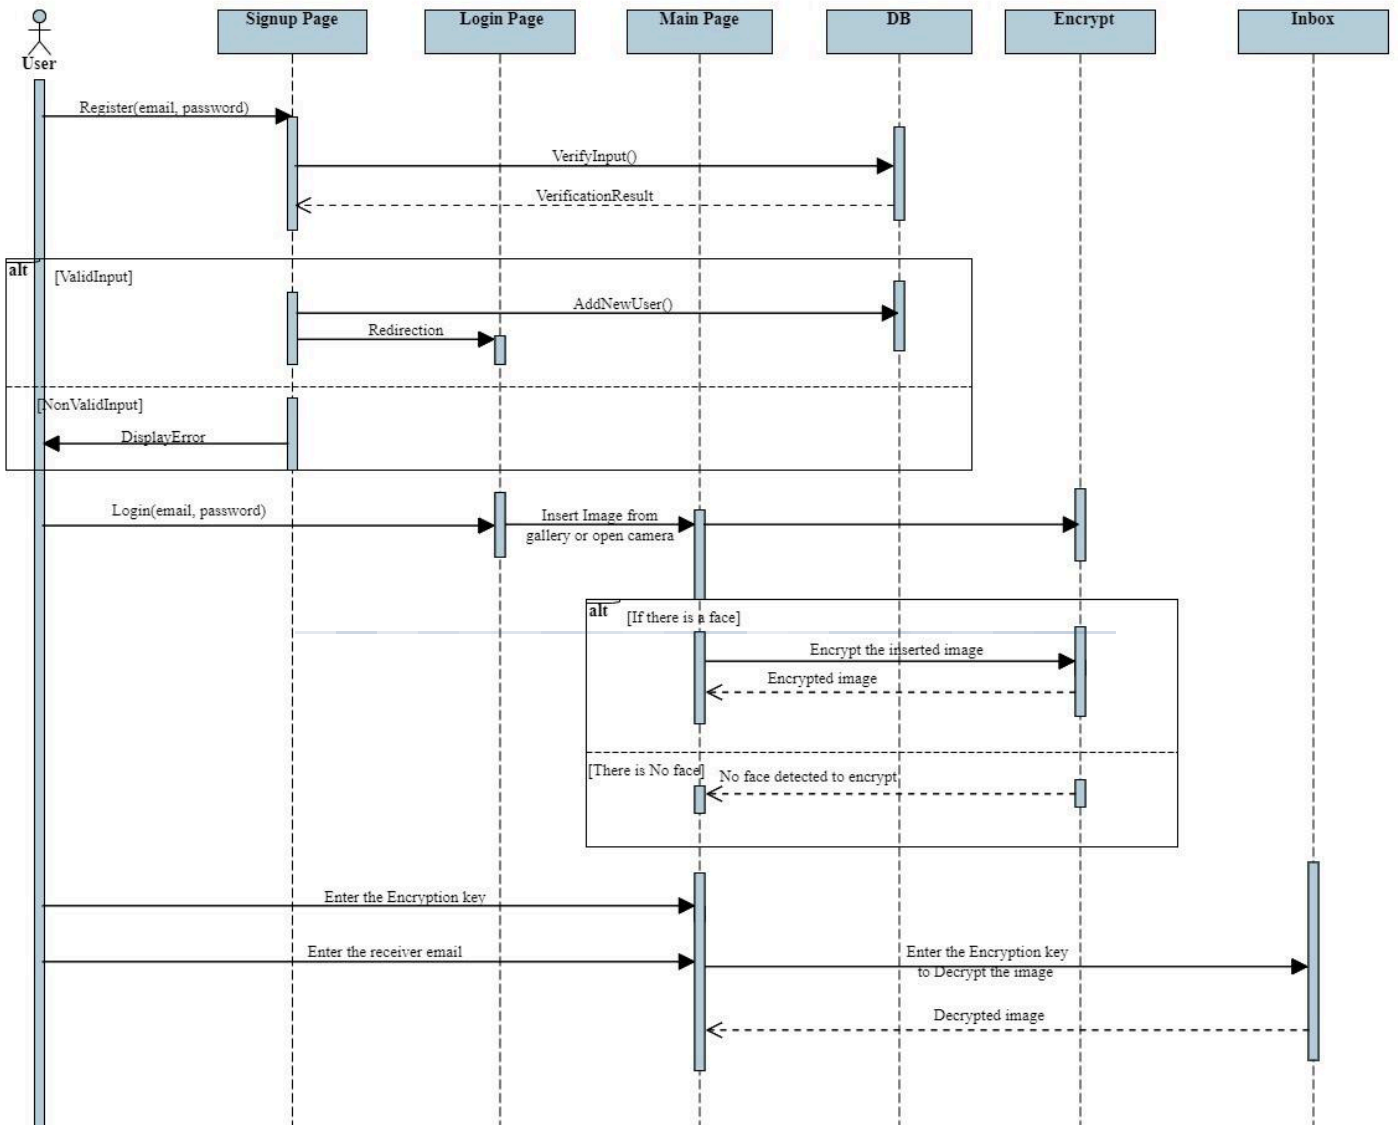 Signup Page
Login Page
Main Page
DB
Encrypt
Inbox
User
Register(email, password)
VerifyInput()
VerificationResult
alt
[ValidInput]
AddNewUser()
Redirection
[NonValidInput]
DisplayError
Login(email, password)
Insert Image from
gallery or open camera
alt
[If there is a face]
Encrypt the inserted image
Encrypted image
[There is No face]
No face detected to encrypt
Enter the Encryption key
Enter the receiver email
Enter the Encryption key
to Decrypt the image
Decrypted image